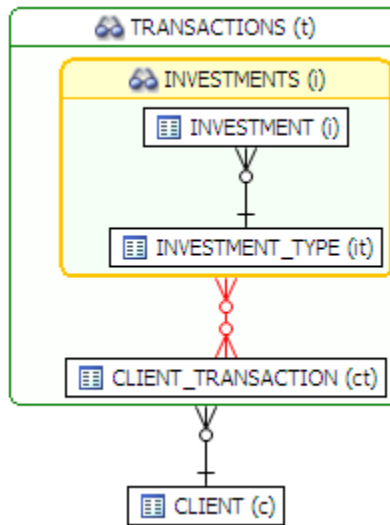 TRANSACTIONS (t)
INVESTMENTS (i)
INVESTMENT (i)
INVESTMENT_TYPE (it)
CLIENT_TRANSACTION (ct)
CLIENT (c)